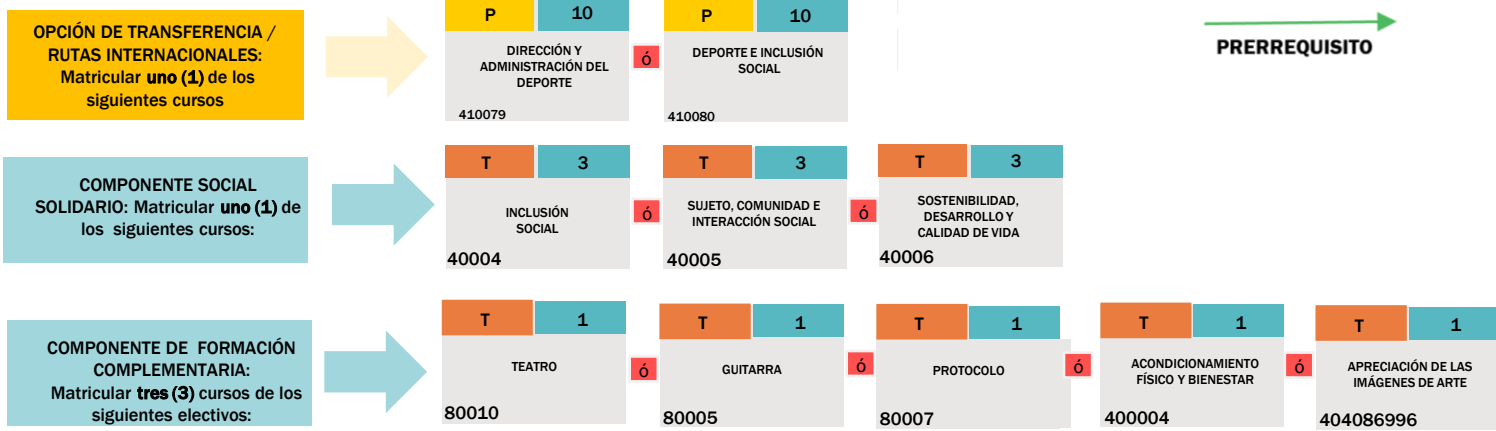 OPCIÓN DE TRANSFERENCIA /
RUTAS INTERNACIONALES:
Matricular uno (1) de los
siguientes cursos
P 10
DIRECCIÓN Y
ADMINISTRACIÓN DEL
DEPORTE
410079
ó
P 10
DEPORTE E INCLUSIÓN
SOCIAL
410080
PRERREQUISITO
COMPONENTE SOCIAL
SOLIDARIO: Matricular uno (1) de
los siguientes cursos:
T 3
INCLUSIÓN
SOCIAL
40004
ó
T 3
SUJETO, COMUNIDAD E
INTERACCIÓN SOCIAL
40005
ó
T 3
SOSTENIBILIDAD,
DESARROLLO Y
CALIDAD DE VIDA
40006
COMPONENTE DE FORMACIÓN
COMPLEMENTARIA:
Matricular tres (3) cursos de los
siguientes electivos:
T 1
TEATRO
80010
ó
T 1
GUITARRA
80005
ó
T 1
PROTOCOLO
80007
ó
T 1
ACONDICIONAMIENTO
FÍSICO Y BIENESTAR
400004
ó
T 1
APRECIACIÓN DE LAS
IMÁGENES DE ARTE
404086996